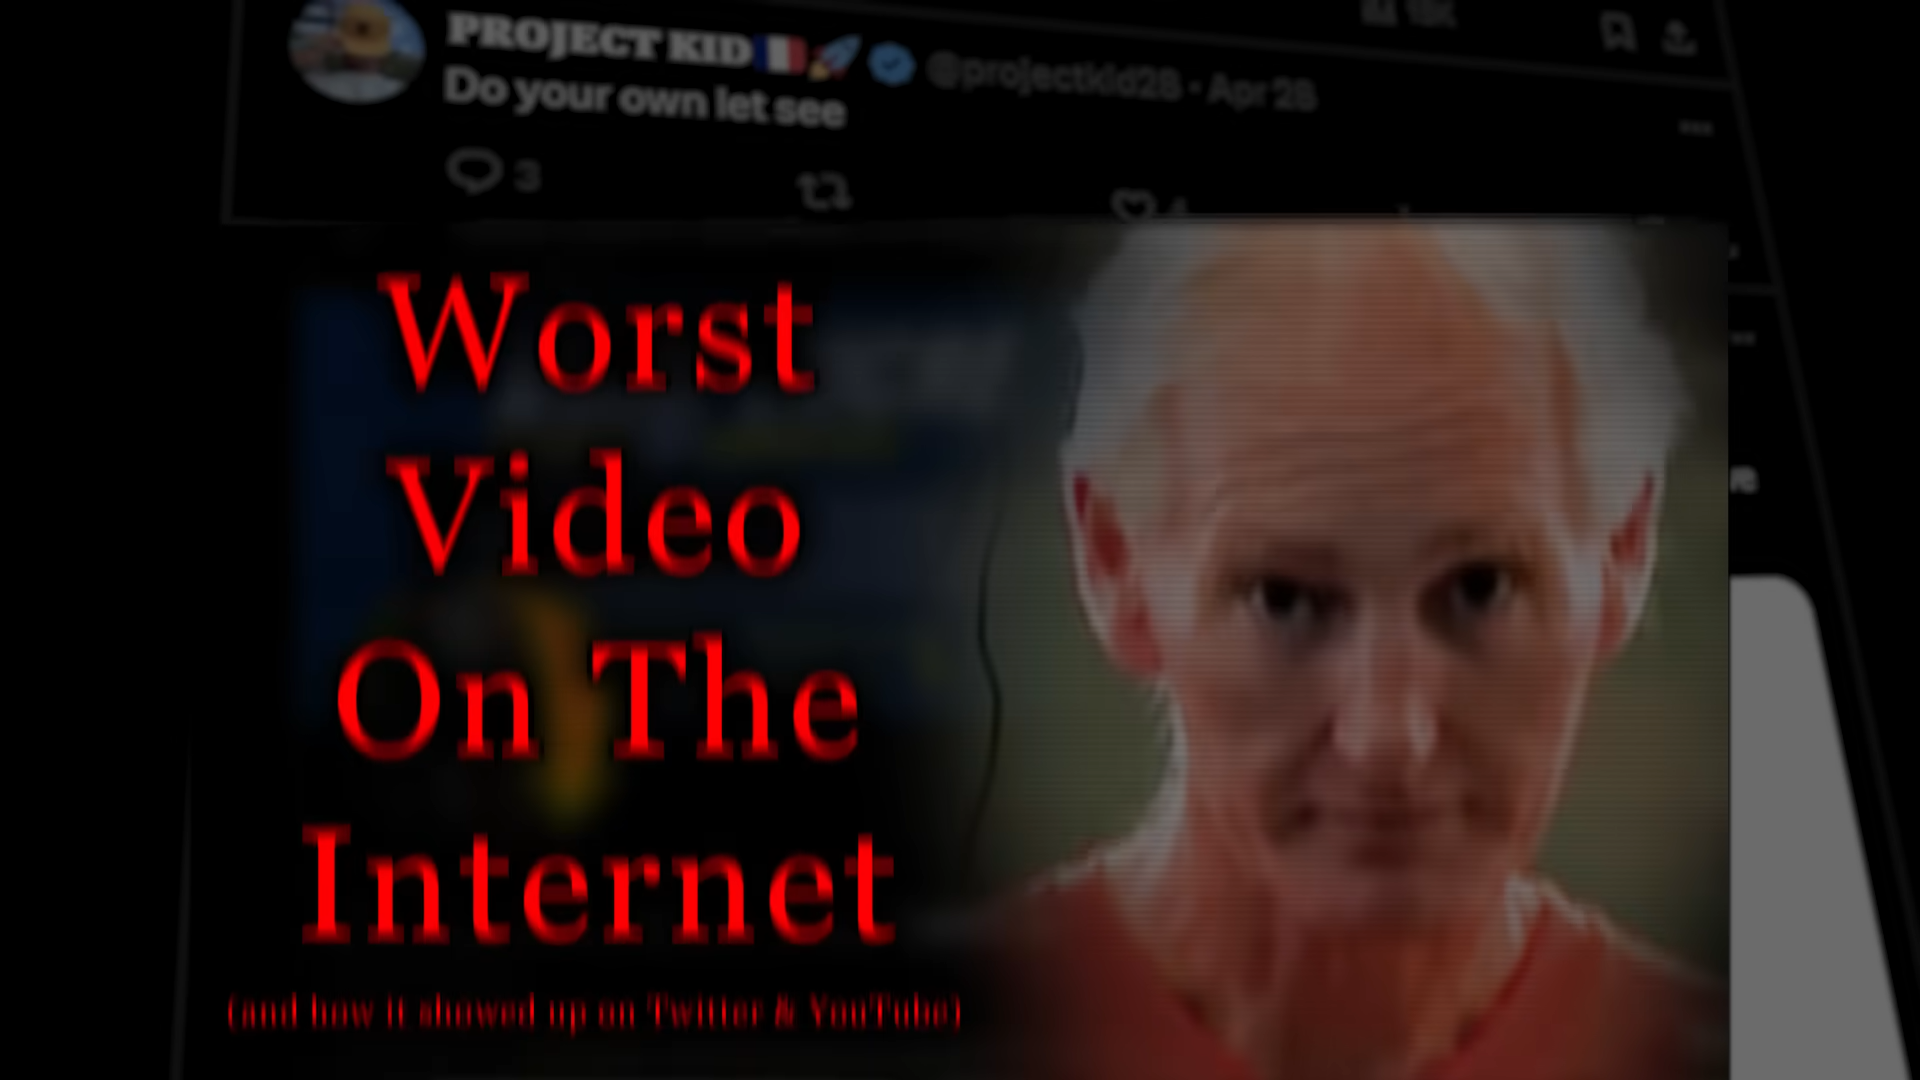 PROJECT KID🇫🇷🚀 @projectkid28 · Apr 28
Do your own let see
3
4
Worst
Video
On The
Internet
(and how it showed up on Twitter & YouTube)